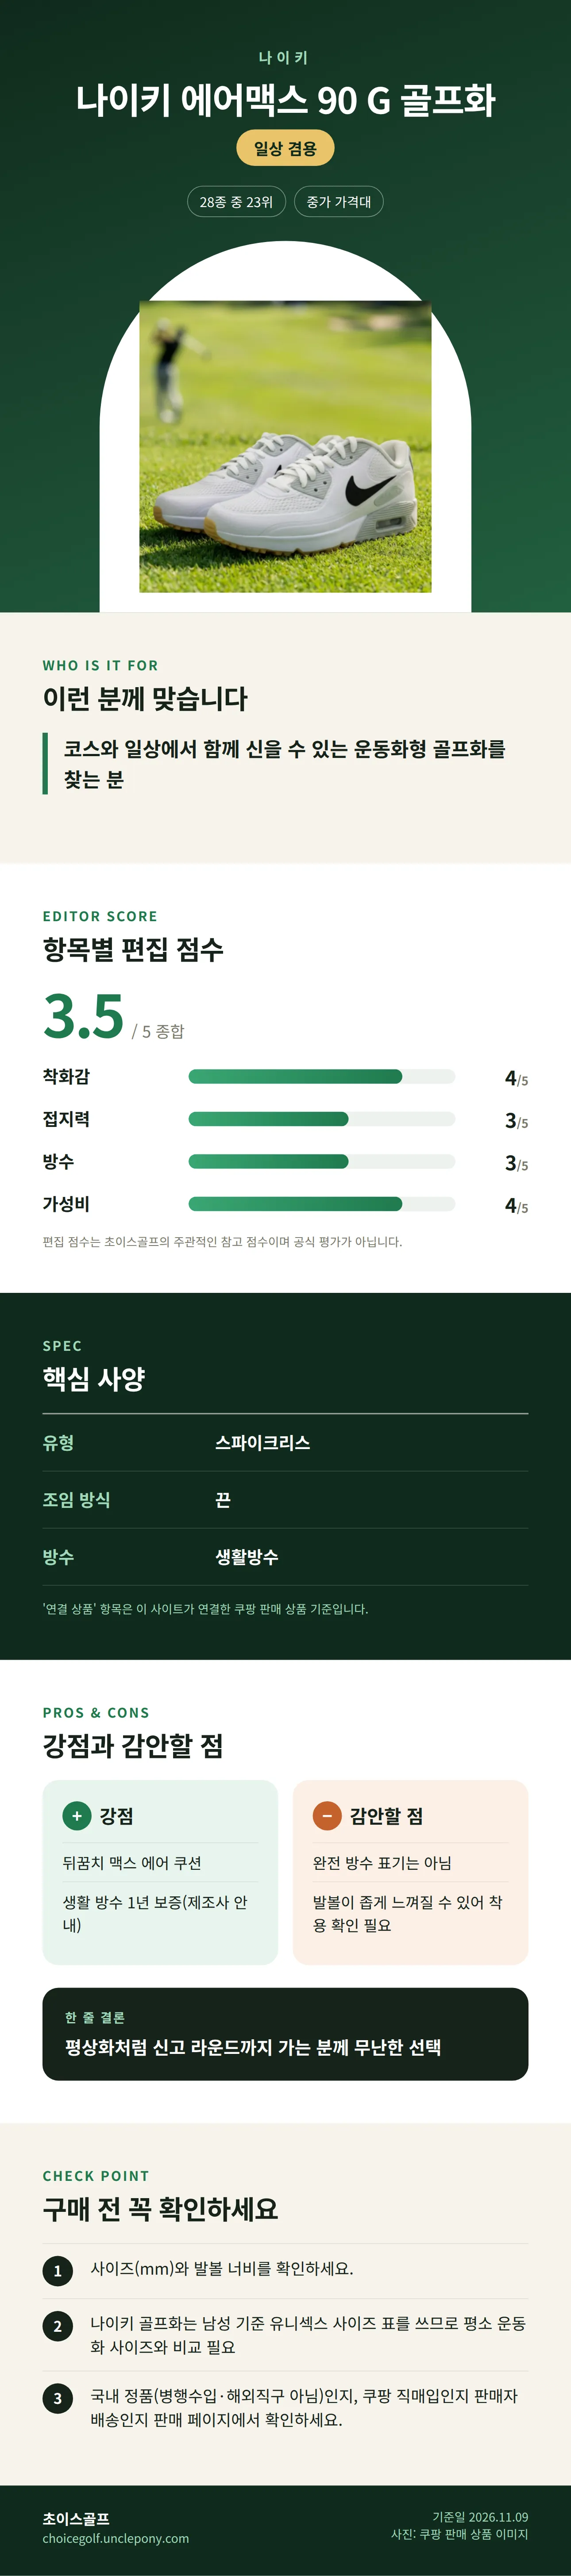 나이키
나이키 에어맥스 90 G 골프화
일상 겸용
28종 중 23위
중가 가격대
WHO IS IT FOR
이런 분께 맞습니다
코스와 일상에서 함께 신을 수 있는 운동화형 골프화를
찾는 분
EDITOR SCORE
항목별 편집 점수
3.5 / 5 종합
착화감 4/5
접지력 3/5
방수 3/5
가성비 4/5
편집 점수는 초이스골프의 주관적인 참고 점수이며 공식 평가가 아닙니다.
SPEC
핵심 사양
유형 스파이크리스
조임 방식 끈
방수 생활방수
'연결 상품' 항목은 이 사이트가 연결한 쿠팡 판매 상품 기준입니다.
PROS & CONS
강점과 감안할 점
+ 강점
뒤꿈치 맥스 에어 쿠션
생활 방수 1년 보증(제조사 안
내)
− 감안할 점
완전 방수 표기는 아님
발볼이 좁게 느껴질 수 있어 착
용 확인 필요
한 줄 결론
평상화처럼 신고 라운드까지 가는 분께 무난한 선택
CHECK POINT
구매 전 꼭 확인하세요
1 사이즈(mm)와 발볼 너비를 확인하세요.
2 나이키 골프화는 남성 기준 유니섹스 사이즈 표를 쓰므로 평소 운동
화 사이즈와 비교 필요
3 국내 정품(병행수입·해외직구 아님)인지, 쿠팡 직매입인지 판매자
배송인지 판매 페이지에서 확인하세요.
초이스골프
choicegolf.unclepony.com
기준일 2026.11.09
사진: 쿠팡 판매 상품 이미지